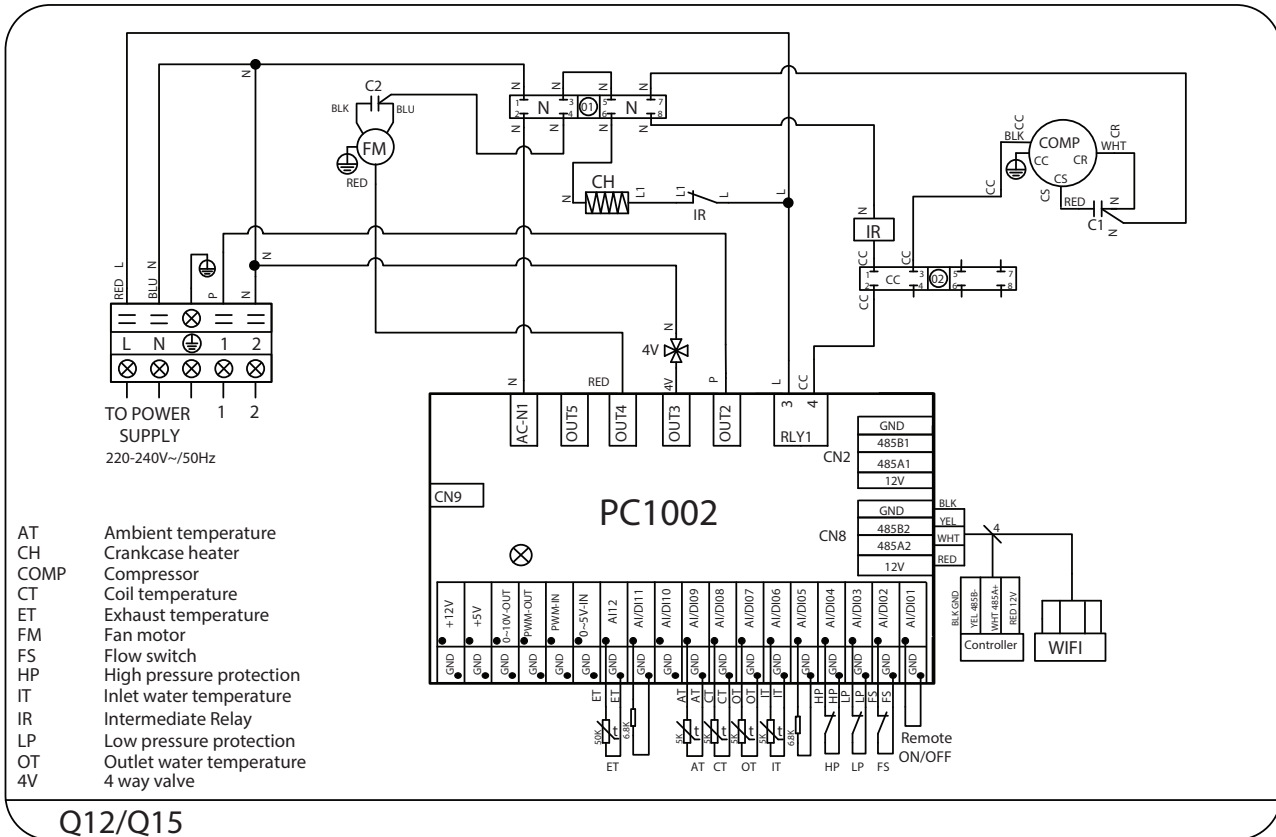 C2
BLK
BLU
FM
RED
N
N
1 2 N 3 4 01 5 6 N 7 8
N N N N
N N N N
CH
N
L1
L1
L
IR
L
N
IR
CC
CC
BLK
CC
COMP
CC
CR
CS
CR
WHT
CS
RED
C1
N
N
CC
CC
1 2 CC 3 4 02 5 6 7 8
CC
RED L
BLU N
P
N
N
L N 1 2
TO POWER 1 2
SUPPLY
220-240V~/50Hz
N
4V
4V
N
RED
P
L
CC
AC-N1
OUT5
OUT4
OUT3
OUT2
3 4
RLY1
CN2
GND
485B1
485A1
12V
CN9
PC1002
CN8
GND
485B2
485A2
12V
BLK
YEL
WHT
RED
4
BLK GND
YEL 485B-
WHT 485A+
RED 12V
Controller
WIFI
+12V
+5V
0~10V-OUT
PWM-OUT
PWM-IN
0~5V-IN
AI12
AI/DI11
AI/DI10
AI/DI09
AI/DI08
AI/DI07
AI/DI06
AI/DI05
AI/DI04
AI/DI03
AI/DI02
AI/DI01
GND GND GND GND GND GND GND GND GND GND GND GND GND GND GND GND GND GND
ET ET AT AT CT CT OT OT IT IT HP HP LP LP FS FS
50K t 6.8K 5K t 5K t 5K t 5K t 6.8K
ET AT CT OT IT HP LP FS
Remote
ON/OFF
AT Ambient temperature
CH Crankcase heater
COMP Compressor
CT Coil temperature
ET Exhaust temperature
FM Fan motor
FS Flow switch
HP High pressure protection
IT Inlet water temperature
IR Intermediate Relay
LP Low pressure protection
OT Outlet water temperature
4V 4 way valve
Q12/Q15